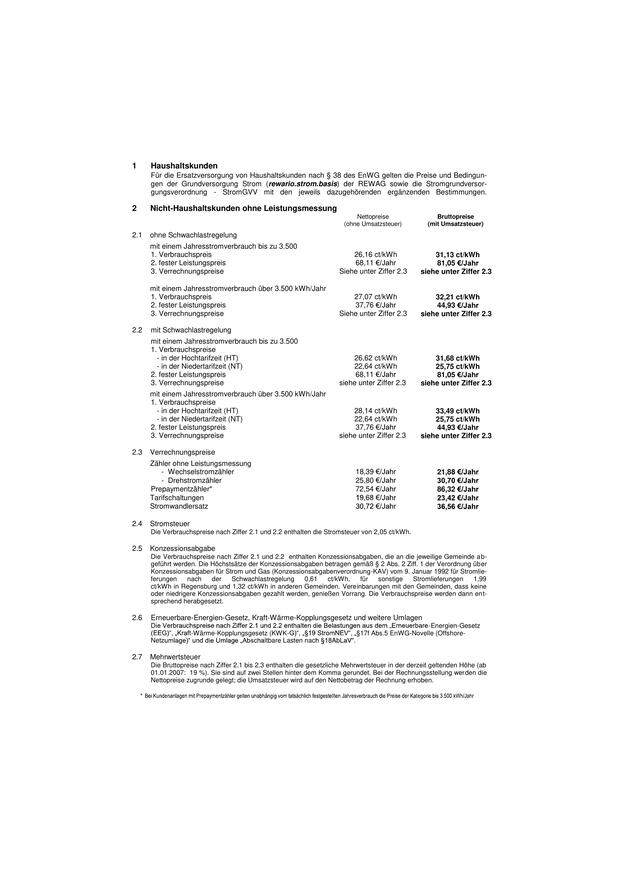 1 Haushaltskunden
Für die Ersatzversorgung von Haushaltskunden nach § 38 des EnWG gelten die Preise und Bedingun-
gen der Grundversorgung Strom (rewario.strom.basis) der REWAG sowie die Stromgrundversor-
gungsverordnung - StromGVV mit den jeweils dazugehörenden ergänzenden Bestimmungen.
2 Nicht-Haushaltskunden ohne Leistungsmessung
Nettopreise Bruttopreise
(ohne Umsatzsteuer) (mit Umsatzsteuer)
2.1 ohne Schwachlastregelung
mit einem Jahresstromverbrauch bis zu 3.500
1. Verbrauchspreis 26,16 ct/kWh 31,13 ct/kWh
2. fester Leistungspreis 68,11 €/Jahr 81,05 €/Jahr
3. Verrechnungspreise Siehe unter Ziffer 2.3 siehe unter Ziffer 2.3
mit einem Jahresstromverbrauch über 3.500 kWh/Jahr
1. Verbrauchspreis 27,07 ct/kWh 32,21 ct/kWh
2. fester Leistungspreis 37,76 €/Jahr 44,93 €/Jahr
3. Verrechnungspreise Siehe unter Ziffer 2.3 siehe unter Ziffer 2.3
2.2 mit Schwachlastregelung
mit einem Jahresstromverbrauch bis zu 3.500
1. Verbrauchspreise
- in der Hochtarifzeit (HT) 26,62 ct/kWh 31,68 ct/kWh
- in der Niedertarifzeit (NT) 22,64 ct/kWh 25,75 ct/kWh
2. fester Leistungspreis 68,11 €/Jahr 81,05 €/Jahr
3. Verrechnungspreise siehe unter Ziffer 2.3 siehe unter Ziffer 2.3
mit einem Jahresstromverbrauch über 3.500 kWh/Jahr
1. Verbrauchspreise
- in der Hochtarifzeit (HT) 28,14 ct/kWh 33,49 ct/kWh
- in der Niedertarifzeit (NT) 22,64 ct/kWh 25,75 ct/kWh
2. fester Leistungspreis 37,76 €/Jahr 44,93 €/Jahr
3. Verrechnungspreise siehe unter Ziffer 2.3 siehe unter Ziffer 2.3
2.3 Verrechnungspreise
Zähler ohne Leistungsmessung
- Wechselstromzähler 18,39 €/Jahr 21,88 €/Jahr
- Drehstromzähler 25,80 €/Jahr 30,70 €/Jahr
Prepaymentzähler* 72,54 €/Jahr 86,32 €/Jahr
Tarifschaltungen 19,68 €/Jahr 23,42 €/Jahr
Stromwandlersatz 30,72 €/Jahr 36,56 €/Jahr
2.4 Stromsteuer
Die Verbrauchspreise nach Ziffer 2.1 und 2.2 enthalten die Stromsteuer von 2,05 ct/kWh.
2.5 Konzessionsabgabe
Die Verbrauchspreise nach Ziffer 2.1 und 2.2 enthalten Konzessionsabgaben, die an die jeweilige Gemeinde ab-
geführt werden. Die Höchstsätze der Konzessionsabgaben betragen gemäß § 2 Abs. 2 Ziff. 1 der Verordnung über
Konzessionsabgaben für Strom und Gas (Konzessionsabgabenverordnung-KAV) vom 9. Januar 1992 für Stromlie-
ferungen nach der Schwachlastregelung 0,61 ct/kWh, für sonstige Stromlieferungen 1,99
ct/kWh in Regensburg und 1,32 ct/kWh in anderen Gemeinden. Vereinbarungen mit den Gemeinden, dass keine
oder niedrigere Konzessionsabgaben gezahlt werden, genießen Vorrang. Die Verbrauchspreise werden dann ent-
sprechend herabgesetzt.
2.6 Erneuerbare-Energien-Gesetz, Kraft-Wärme-Kopplungsgesetz und weitere Umlagen
Die Verbrauchspreise nach Ziffer 2.1 und 2.2 enthalten die Belastungen aus dem „Erneuerbare-Energien-Gesetz
(EEG)“, „Kraft-Wärme-Kopplungsgesetz (KWK-G)“, „§19 StromNEV“, „§17f Abs.5 EnWG-Novelle (Offshore-
Netzumlage)“ und die Umlage „Abschaltbare Lasten nach §18AbLaV“.
2.7 Mehrwertsteuer
Die Bruttopreise nach Ziffer 2.1 bis 2.3 enthalten die gesetzliche Mehrwertsteuer in der derzeit geltenden Höhe (ab
01.01.2007: 19 %). Sie sind auf zwei Stellen hinter dem Komma gerundet. Bei der Rechnungsstellung werden die
Nettopreise zugrunde gelegt; die Umsatzsteuer wird auf den Nettobetrag der Rechnung erhoben.
* Bei Kundenanlagen mit Prepaymentzähler gelten unabhängig vom tatsächlich festgestellten Jahresverbrauch die Preise der Kategorie bis 3.500 kWh/Jahr